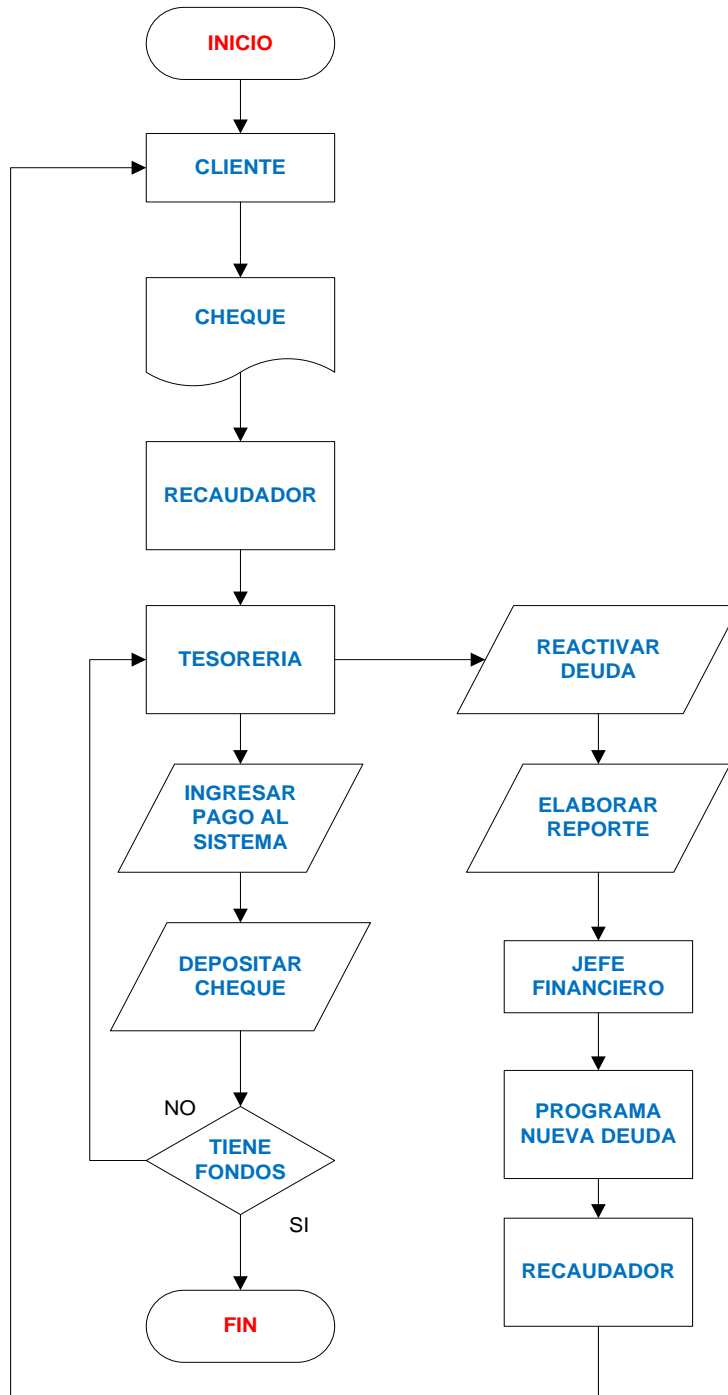 INICIO
CLIENTE
CHEQUE
RECAUDADOR
TESORERIA
INGRESAR
PAGO AL
SISTEMA
DEPOSITAR
CHEQUE
NO
TIENE
FONDOS
SI
FIN
REACTIVAR
DEUDA
ELABORAR
REPORTE
JEFE
FINANCIERO
PROGRAMA
NUEVA DEUDA
RECAUDADOR